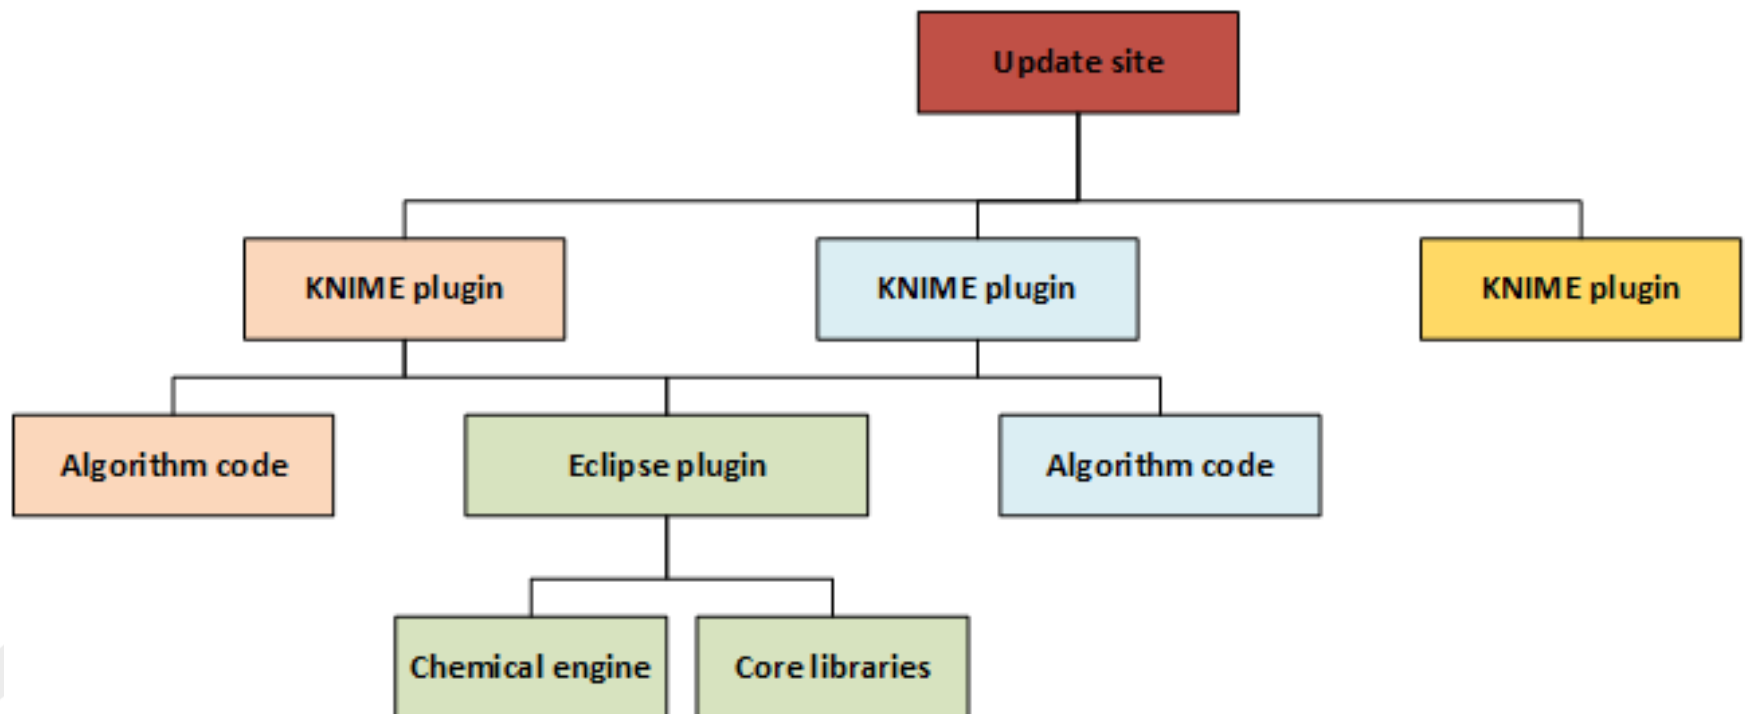 Update site
KNIME plugin
KNIME plugin
KNIME plugin
Algorithm code
Eclipse plugin
Algorithm code
Chemical engine
Core libraries